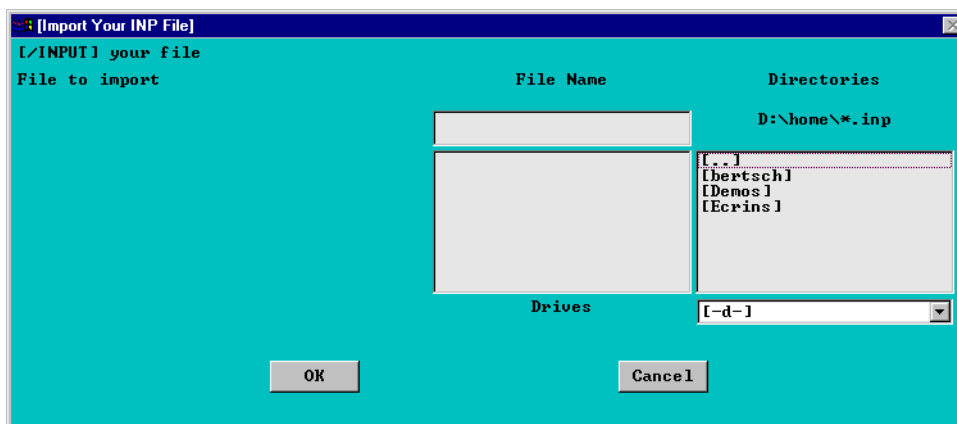 [Import Your INP File]
[/INPUT] your file
File to import
File Name
Directories
D:\home\*.inp
[..]
[bertsch]
[Demos]
[Ecrins]
Drives
[-d-]
OK
Cancel